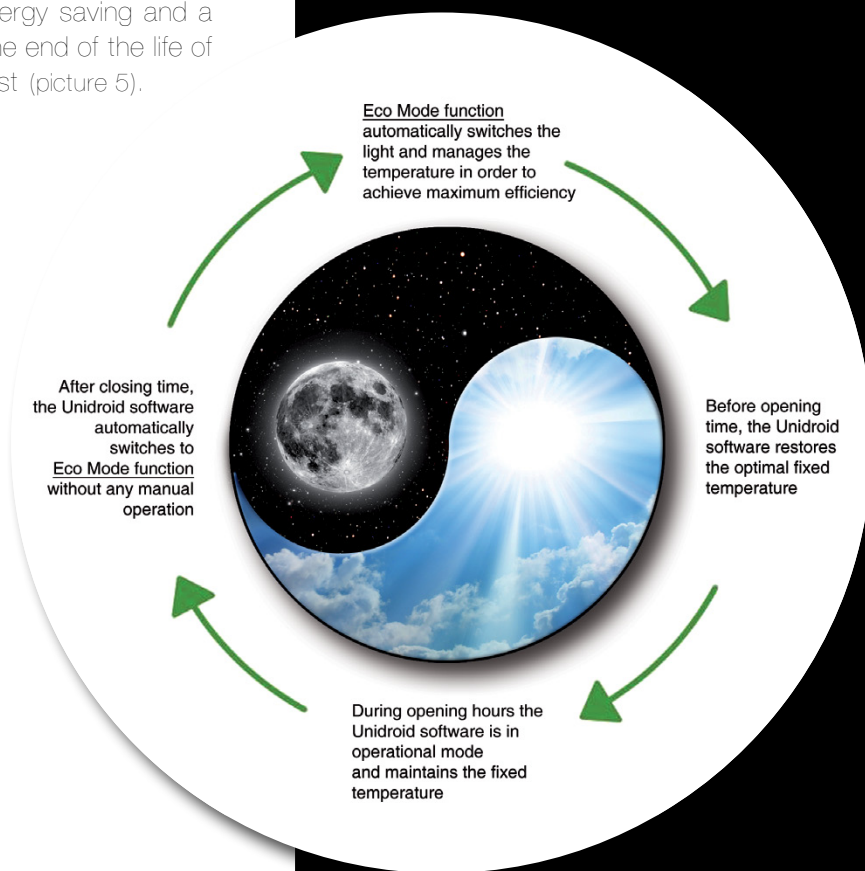 ergy saving and a
e end of the life of
st (picture 5).
Eco Mode function
automatically switches the
light and manages the
temperature in order to
achieve maximum efficiency
After closing time,
the Unidroid software
automatically
switches to
Eco Mode function
without any manual
operation
Before opening
time, the Unidroid
software restores
the optimal fixed
temperature
During opening hours the
Unidroid software is in
operational mode
and maintains the fixed
temperature